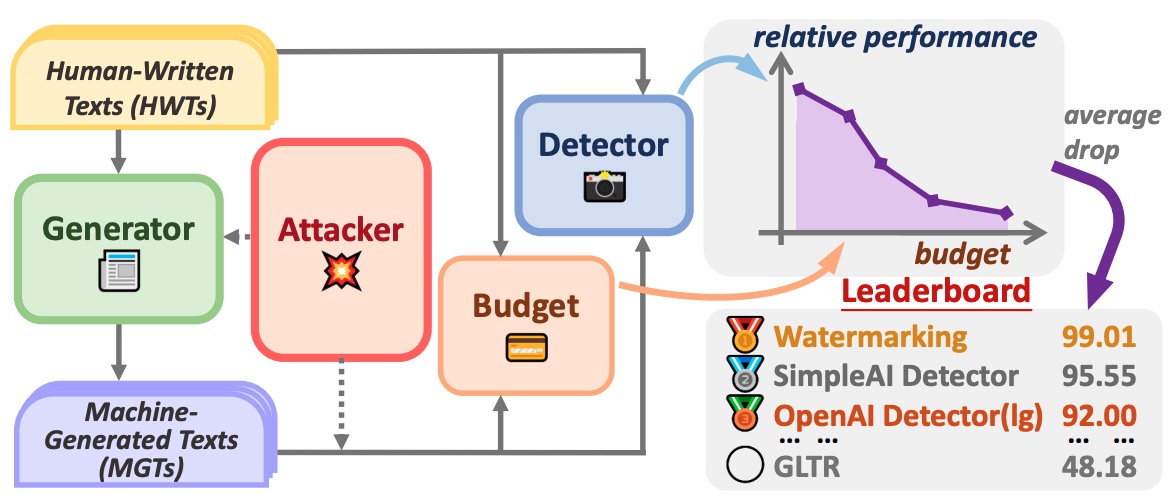 Human-Written
Texts (HWTs)
Generator
Machine-
Generated Texts
(MGTs)
Attacker
Budget
Detector
relative performance
budget
average
drop
Leaderboard
1 Watermarking 99.01
2 SimpleAI Detector 95.55
3 OpenAI Detector(lg) 92.00
... ... ... ...
GLTR 48.18